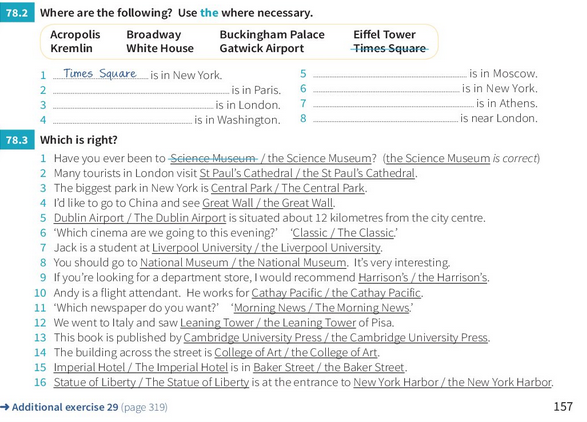 78.2 Where are the following? Use the where necessary.
Acropolis Broadway Buckingham Palace Eiffel Tower
Kremlin White House Gatwick Airport Times Square
1 Times Square is in New York.
2 is in Paris.
3 is in London.
4 is in Washington.
5 is in Moscow.
6 is in New York.
7 is in Athens.
8 is near London.
78.3 Which is right?
1 Have you ever been to Science Museum / the Science Museum? (the Science Museum is correct)
2 Many tourists in London visit St Paul's Cathedral / the St Paul's Cathedral.
3 The biggest park in New York is Central Park / The Central Park.
4 I'd like to go to China and see Great Wall / the Great Wall.
5 Dublin Airport / The Dublin Airport is situated about 12 kilometres from the city centre.
6 'Which cinema are we going to this evening?' 'Classic / The Classic.'
7 Jack is a student at Liverpool University / the Liverpool University.
8 You should go to National Museum / the National Museum. It's very interesting.
9 If you're looking for a department store, I would recommend Harrison's / the Harrison's.
10 Andy is a flight attendant. He works for Cathay Pacific / the Cathay Pacific.
11 'Which newspaper do you want?' 'Morning News / The Morning News.'
12 We went to Italy and saw Leaning Tower / the Leaning Tower of Pisa.
13 This book is published by Cambridge University Press / the Cambridge University Press.
14 The building across the street is College of Art / the College of Art.
15 Imperial Hotel / The Imperial Hotel is in Baker Street / the Baker Street.
16 Statue of Liberty / The Statue of Liberty is at the entrance to New York Harbor / the New York Harbor.
➜ Additional exercise 29 (page 319)
157